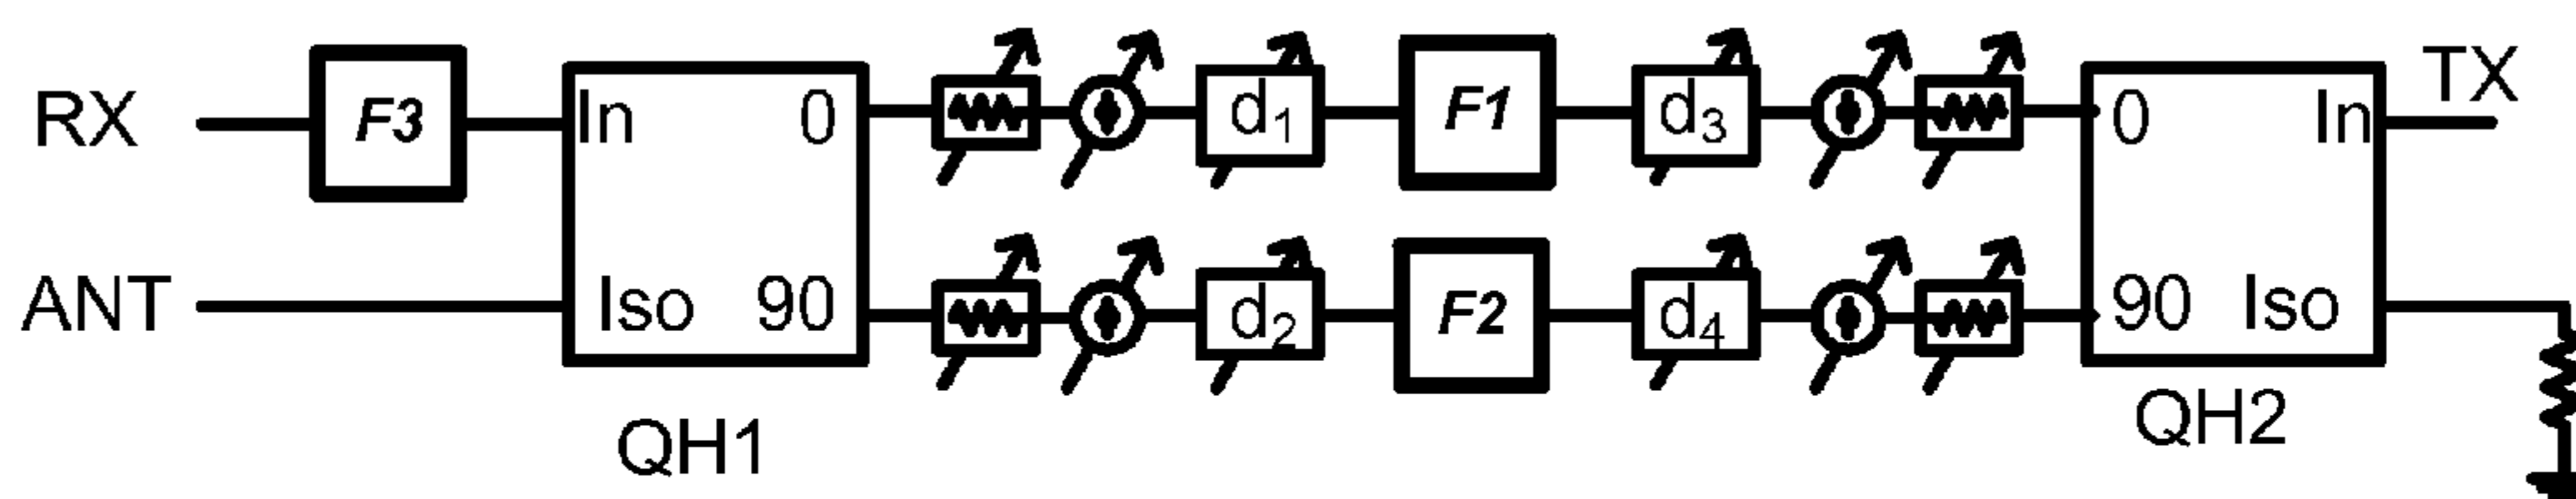 RX
F3
In
0
d1
F1
d3
0
In
TX
ANT
Iso
90
d2
F2
d4
90
Iso
QH1
QH2